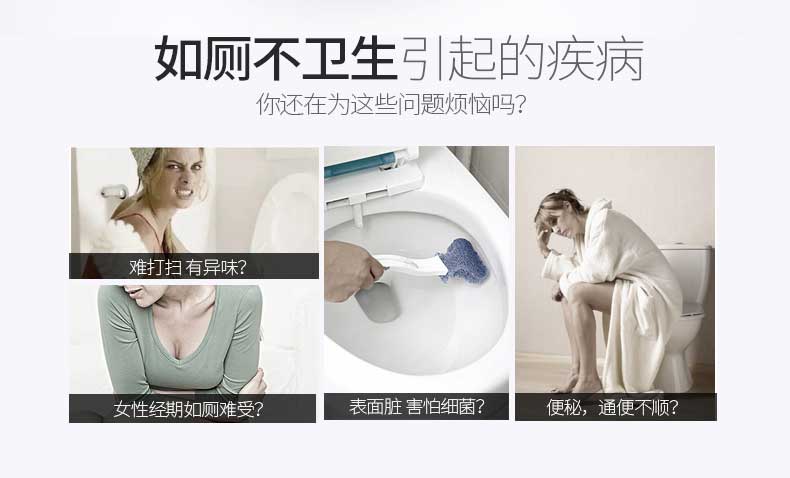 如厕不卫生引起的疾病
你还在为这些问题烦恼吗？
难打扫 有异味？
女性经期如厕难受？
表面脏 害怕细菌？
便秘，通便不顺？